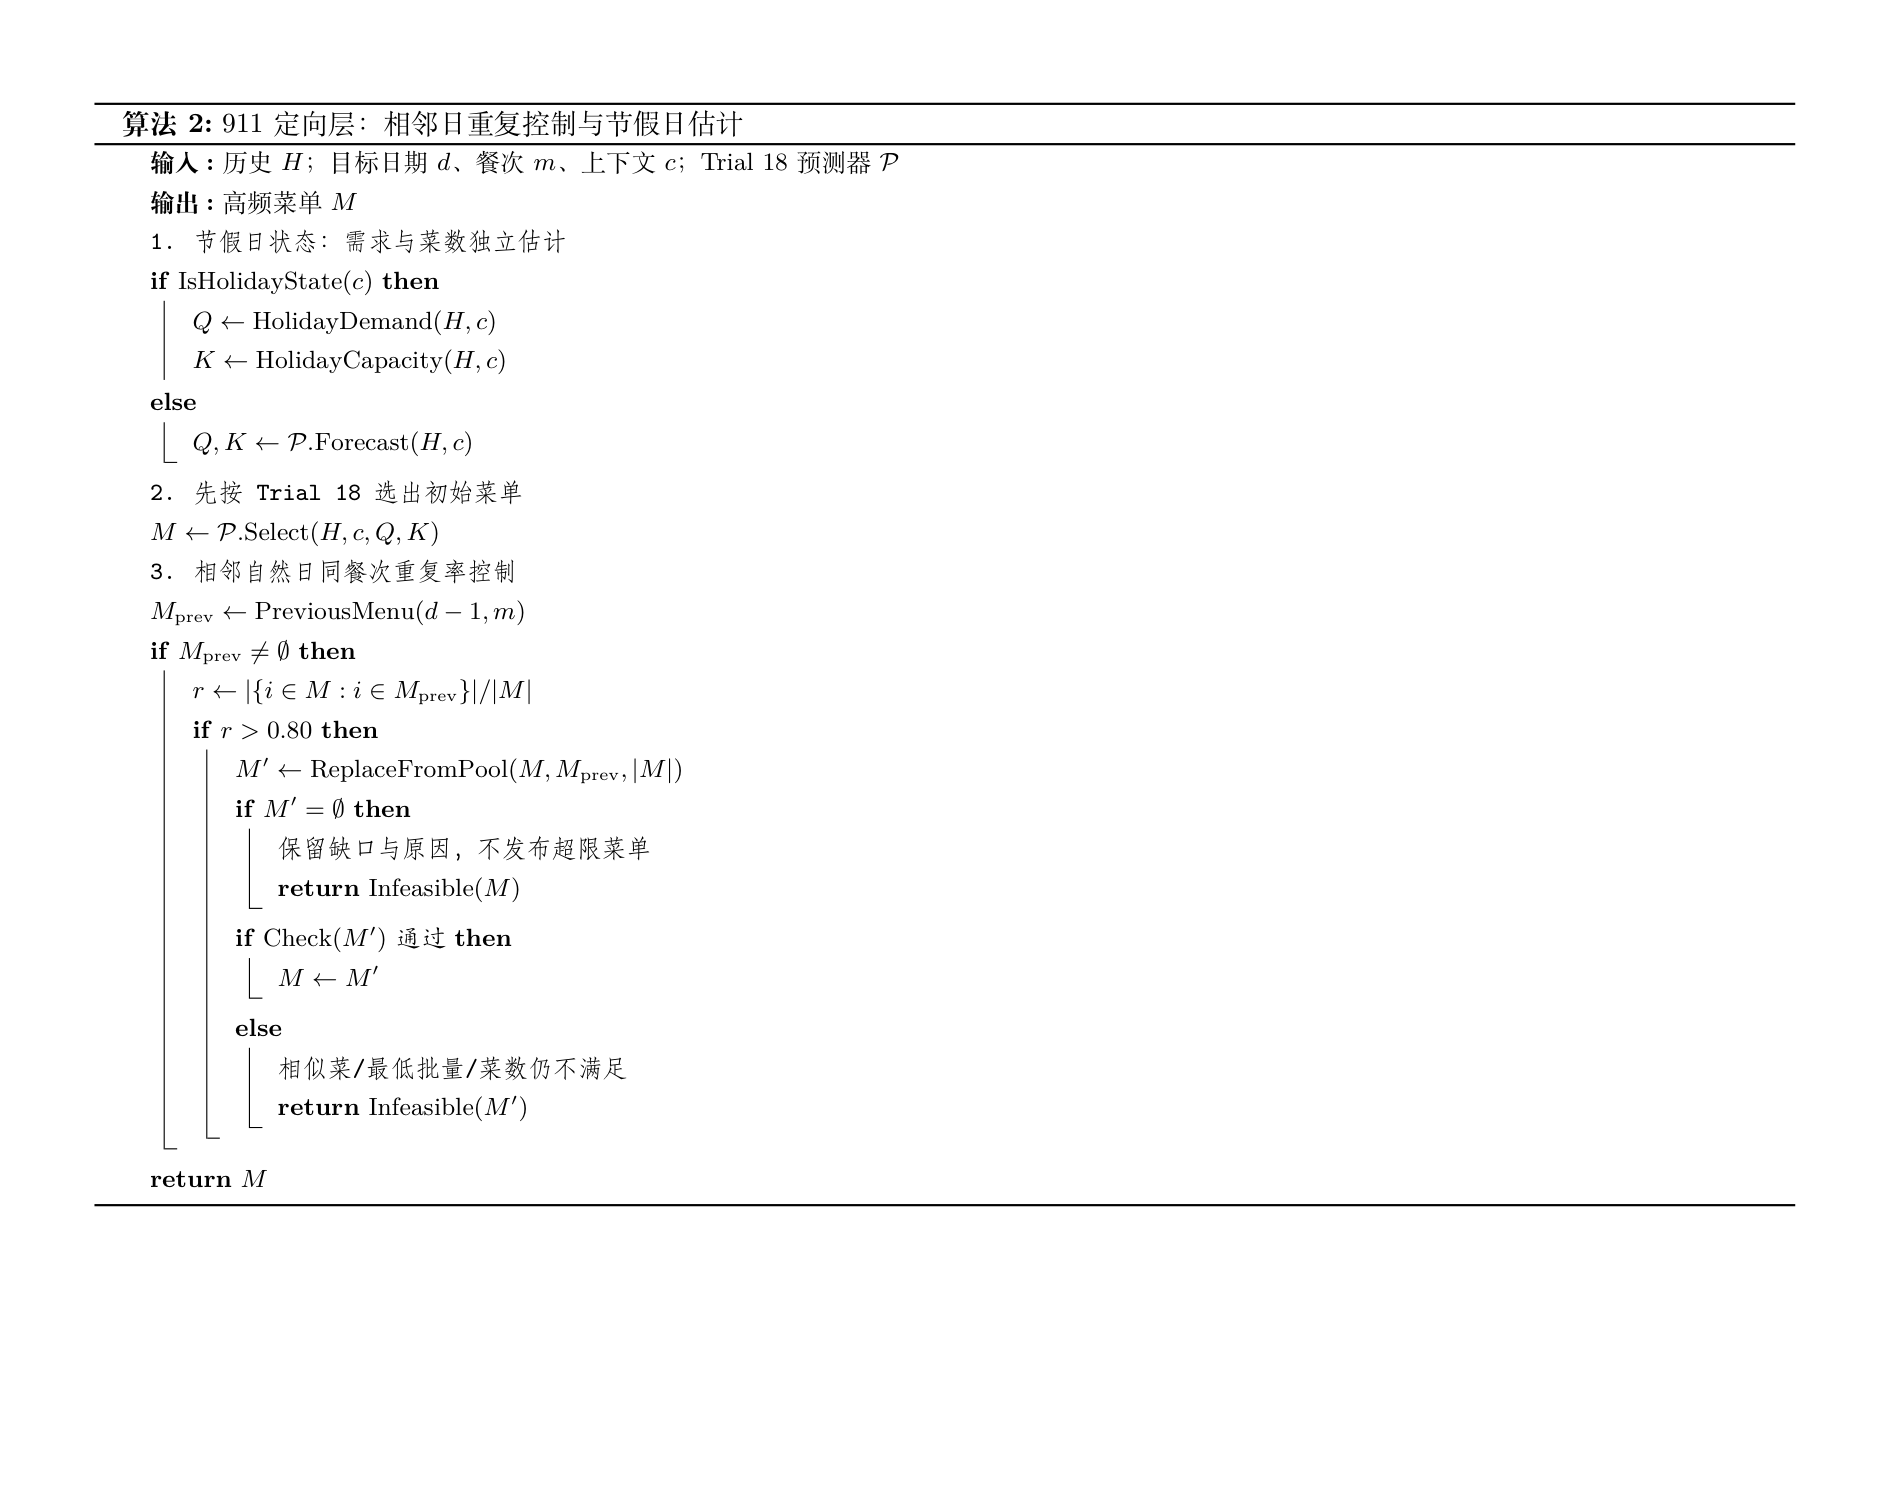 算法 2: 911 定向层：相邻日重复控制与节假日估计
输入 : 历史 H；目标日期 d、餐次 m、上下文 c；Trial 18 预测器 𝒫
输出 : 高频菜单 M
1. 节假日状态：需求与菜数独立估计
if IsHolidayState(c) then
Q ← HolidayDemand(H, c)
K ← HolidayCapacity(H, c)
else
Q, K ← 𝒫.Forecast(H, c)
2. 先按 Trial 18 选出初始菜单
M ← 𝒫.Select(H, c, Q, K)
3. 相邻自然日同餐次重复率控制
M_prev ← PreviousMenu(d − 1, m)
if M_prev ≠ ∅ then
r ← |{i ∈ M : i ∈ M_prev}|/|M|
if r > 0.80 then
M′ ← ReplaceFromPool(M, M_prev, |M|)
if M′ = ∅ then
保留缺口与原因，不发布超限菜单
return Infeasible(M)
if Check(M′) 通过 then
M ← M′
else
相似菜/最低批量/菜数仍不满足
return Infeasible(M′)
return M